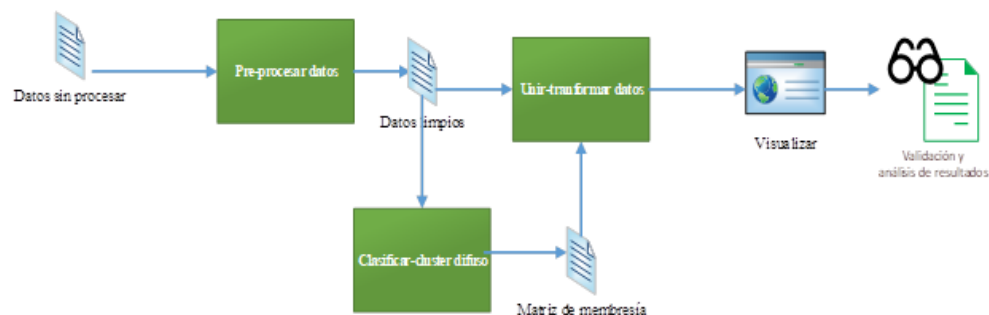 Datos sin procesar
Pre-procesar datos
Datos limpios
Unir-tranformar datos
Visualizar
Validación y
análisis de resultados
Clasificar-cluster difuso
Matriz de membresía